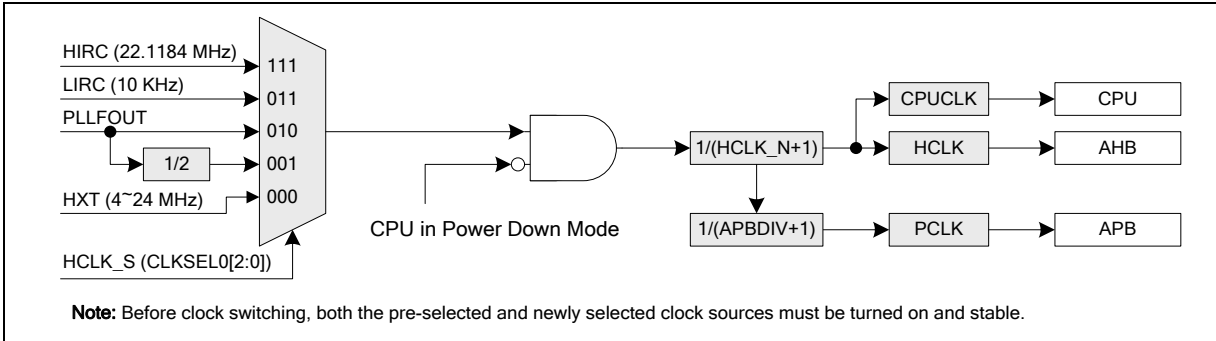 HIRC (22.1184 MHz)
111
LIRC (10 KHz)
011
PLLFOUT
010
1/2
001
HXT (4~24 MHz)
000
HCLK_S (CLKSEL0[2:0])
CPU in Power Down Mode
1/(HCLK_N+1)
1/(APBDIV+1)
CPUCLK
CPU
HCLK
AHB
PCLK
APB
Note: Before clock switching, both the pre-selected and newly selected clock sources must be turned on and stable.